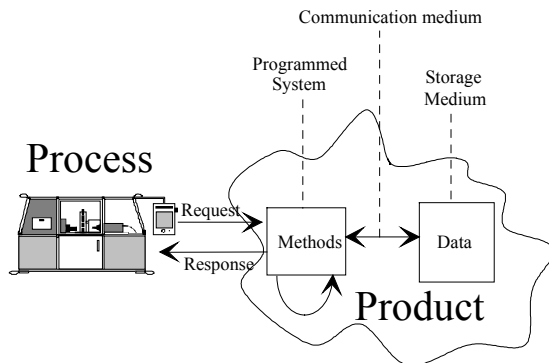 Communication medium
Programmed
System
Storage
Medium
Process
Request
Methods
Data
Response
Product